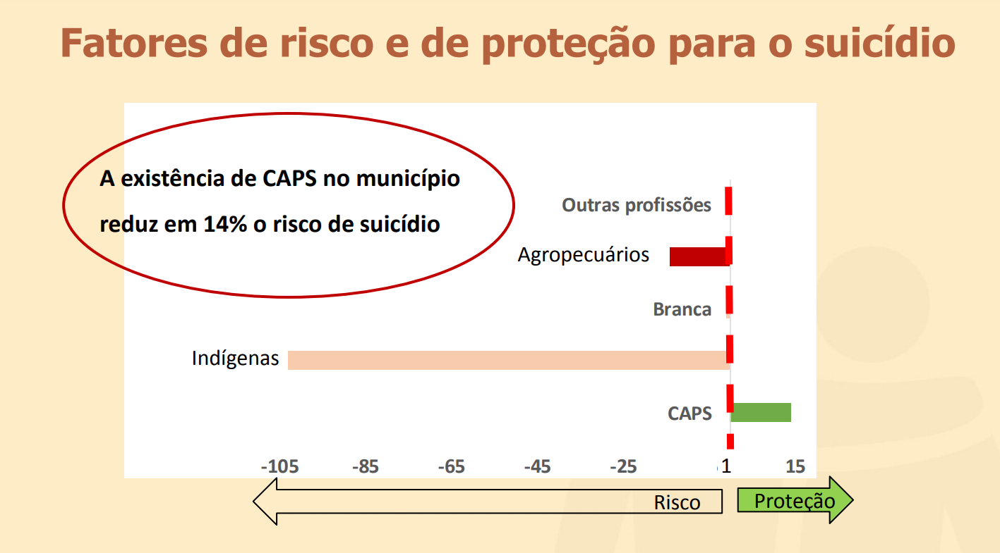 Fatores de risco e de proteção para o suicídio
A existência de CAPS no município
reduz em 14% o risco de suicídio
Outras profissões
Agropecuários
Branca
Indígenas
CAPS
-105 -85 -65 -45 -25 1 15
Risco Proteção